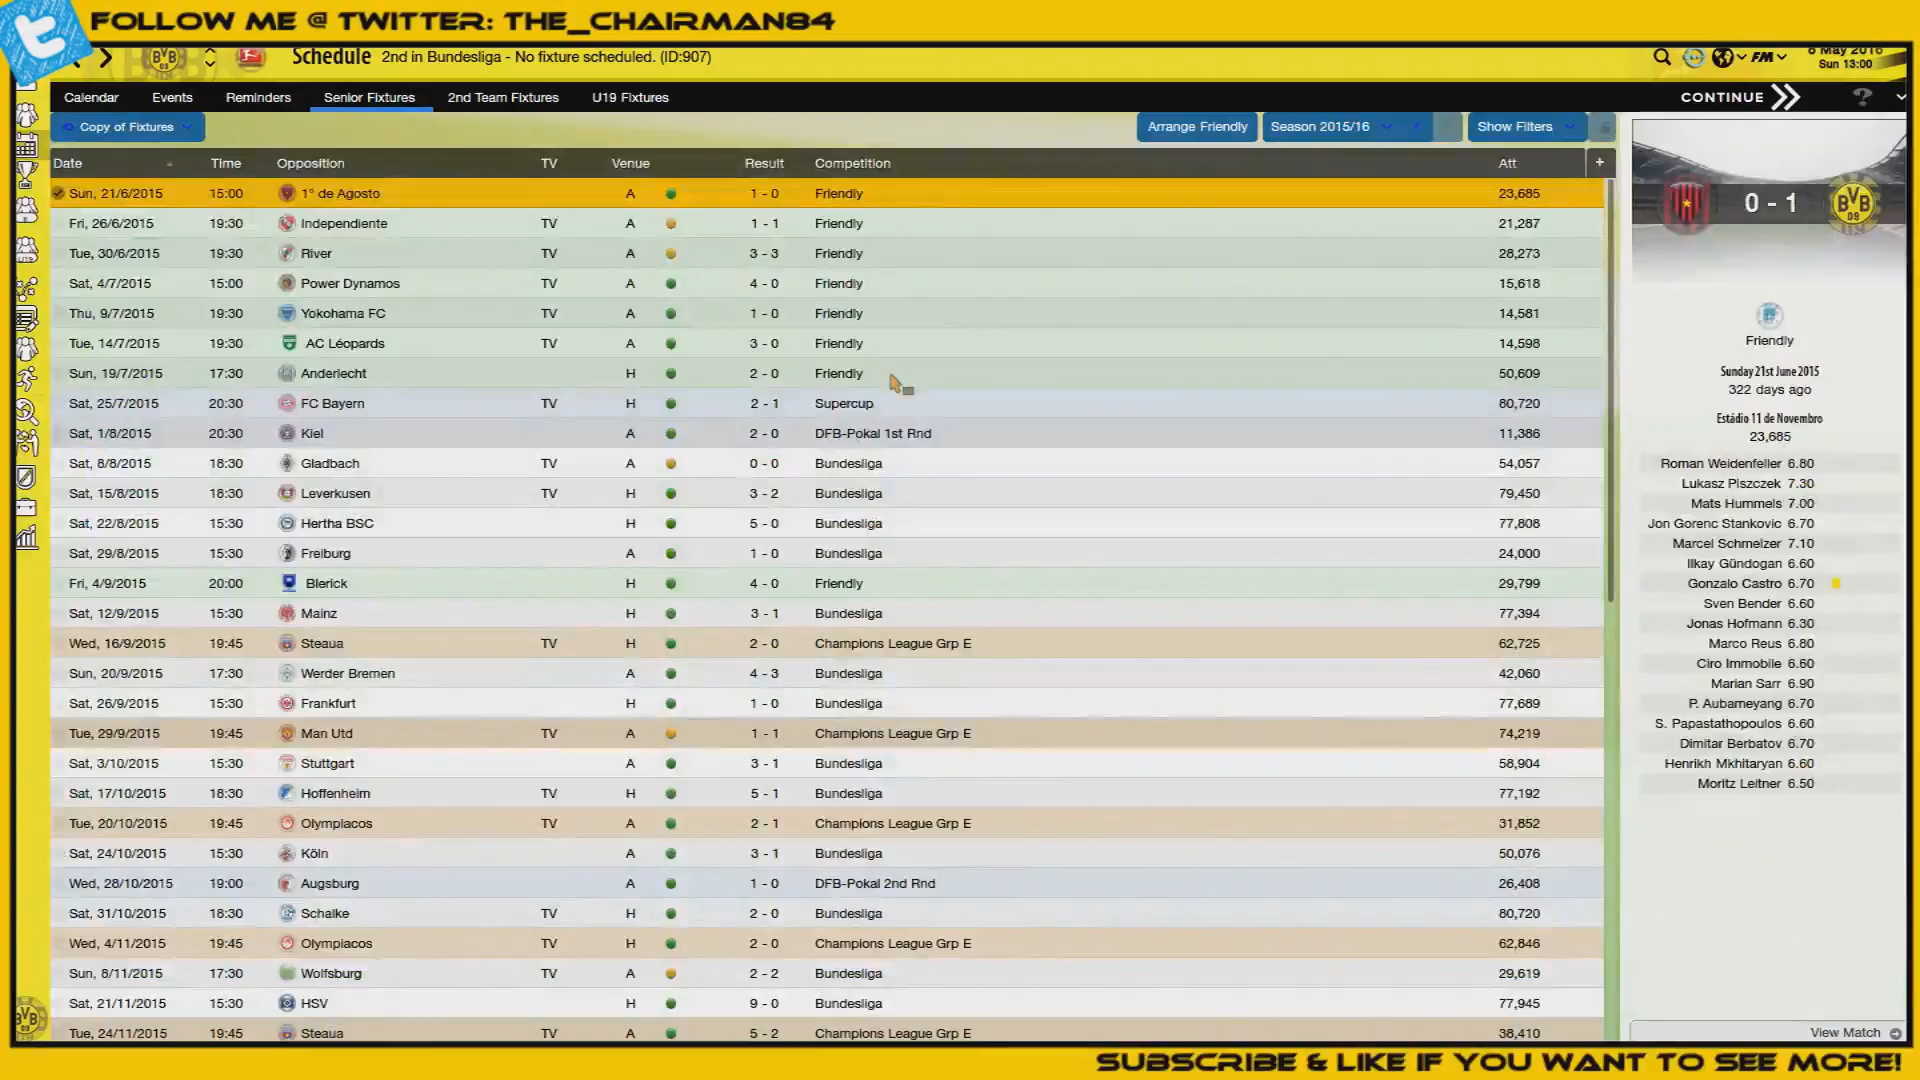 FOLLOW ME @ TWITTER: THE_CHAIRMAN84
Schedule 2nd in Bundesliga - No fixture scheduled. (ID:907)
FM 8 May 2016
Sun 13:00
Calendar Events Reminders Senior Fixtures 2nd Team Fixtures U19 Fixtures CONTINUE
Copy of Fixtures Arrange Friendly Season 2015/16 Show Filters
Date Time Opposition TV Venue Result Competition Att +
Sun, 21/6/2015 15:00 1º de Agosto A 1 - 0 Friendly 23,685
Fri, 26/6/2015 19:30 Independiente TV A 1 - 1 Friendly 21,287
Tue, 30/6/2015 19:30 River TV A 3 - 3 Friendly 28,273
Sat, 4/7/2015 15:00 Power Dynamos TV A 4 - 0 Friendly 15,618
Thu, 9/7/2015 19:30 Yokohama FC TV A 1 - 0 Friendly 14,581
Tue, 14/7/2015 19:30 AC Léopards TV A 3 - 0 Friendly 14,598
Sun, 19/7/2015 17:30 Anderlecht H 2 - 0 Friendly 50,609
Sat, 25/7/2015 20:30 FC Bayern TV H 2 - 1 Supercup 80,720
Sat, 1/8/2015 20:30 Kiel A 2 - 0 DFB-Pokal 1st Rnd 11,386
Sat, 8/8/2015 18:30 Gladbach TV A 0 - 0 Bundesliga 54,057
Sat, 15/8/2015 18:30 Leverkusen TV H 3 - 2 Bundesliga 79,450
Sat, 22/8/2015 15:30 Hertha BSC H 5 - 0 Bundesliga 77,808
Sat, 29/8/2015 15:30 Freiburg A 1 - 0 Bundesliga 24,000
Fri, 4/9/2015 20:00 Blerick H 4 - 0 Friendly 29,799
Sat, 12/9/2015 15:30 Mainz H 3 - 1 Bundesliga 77,394
Wed, 16/9/2015 19:45 Steaua TV H 2 - 0 Champions League Grp E 62,725
Sun, 20/9/2015 17:30 Werder Bremen A 4 - 3 Bundesliga 42,060
Sat, 26/9/2015 15:30 Frankfurt H 1 - 0 Bundesliga 77,689
Tue, 29/9/2015 19:45 Man Utd TV A 1 - 1 Champions League Grp E 74,219
Sat, 3/10/2015 15:30 Stuttgart A 3 - 1 Bundesliga 58,904
Sat, 17/10/2015 18:30 Hoffenheim TV H 5 - 1 Bundesliga 77,192
Tue, 20/10/2015 19:45 Olympiacos TV A 2 - 1 Champions League Grp E 31,852
Sat, 24/10/2015 15:30 Köln A 3 - 1 Bundesliga 50,076
Wed, 28/10/2015 19:00 Augsburg A 1 - 0 DFB-Pokal 2nd Rnd 26,408
Sat, 31/10/2015 18:30 Schalke TV H 2 - 0 Bundesliga 80,720
Wed, 4/11/2015 19:45 Olympiacos TV H 2 - 0 Champions League Grp E 62,846
Sun, 8/11/2015 17:30 Wolfsburg TV A 2 - 2 Bundesliga 29,619
Sat, 21/11/2015 15:30 HSV H 9 - 0 Bundesliga 77,945
Tue, 24/11/2015 19:45 Steaua TV A 5 - 2 Champions League Grp E 38,410
0 - 1 BVB 09
Friendly
Sunday 21st June 2015
322 days ago
Estádio 11 de Novembro
23,685
Roman Weidenfeller 6.80
Lukasz Piszczek 7.30
Mats Hummels 7.00
Jon Gorenc Stankovic 6.70
Marcel Schmelzer 7.10
Ilkay Gündogan 6.60
Gonzalo Castro 6.70
Sven Bender 6.60
Jonas Hofmann 6.30
Marco Reus 6.80
Ciro Immobile 6.60
Marian Sarr 6.90
P. Aubameyang 6.70
S. Papastathopoulos 6.60
Dimitar Berbatov 6.70
Henrikh Mkhitaryan 6.60
Moritz Leitner 6.50
View Match
SUBSCRIBE & LIKE IF YOU WANT TO SEE MORE!